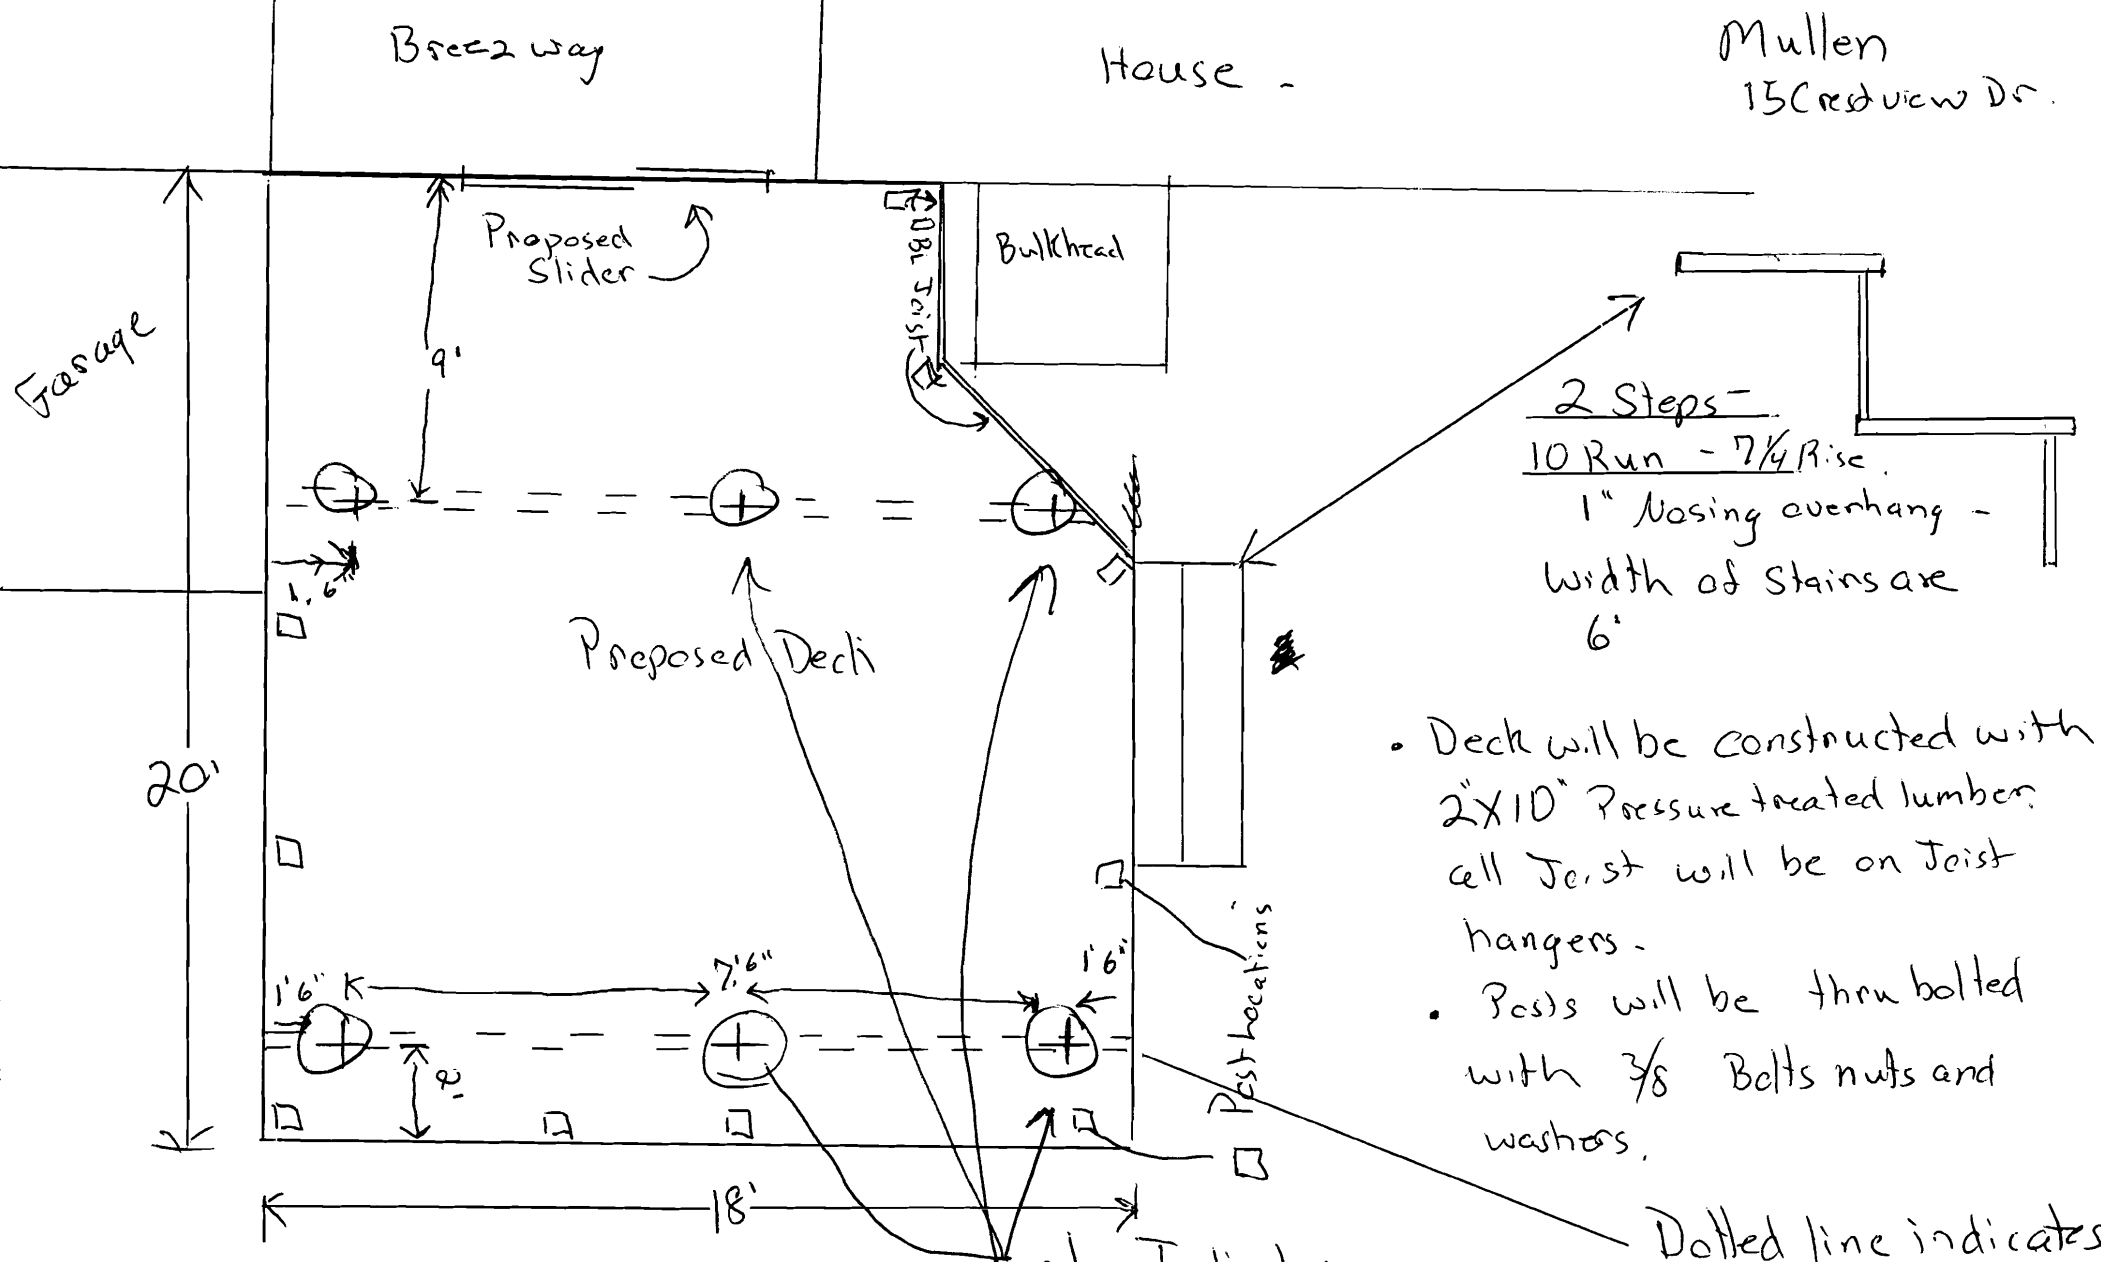 Breezway
House -
Mullen
15 Crestview Dr.
Proposed
Slider
DBL Joist
Bulkhead
Garage
9'
2 Steps -
10 Run - 7 1/4 Rise.
1" Nosing overhang -
Width of Stairs are
6'
1'6"
Proposed Deck
20'
• Deck will be constructed with
2"X10" Pressure treated lumber.
all Joist will be on Joist
hangers.
• Posts will be thru bolted
with 3/8 Bolts nuts and
washers.
1'6"
7'6"
1'6"
Post Locations
2'
18'
Dotted line indicates